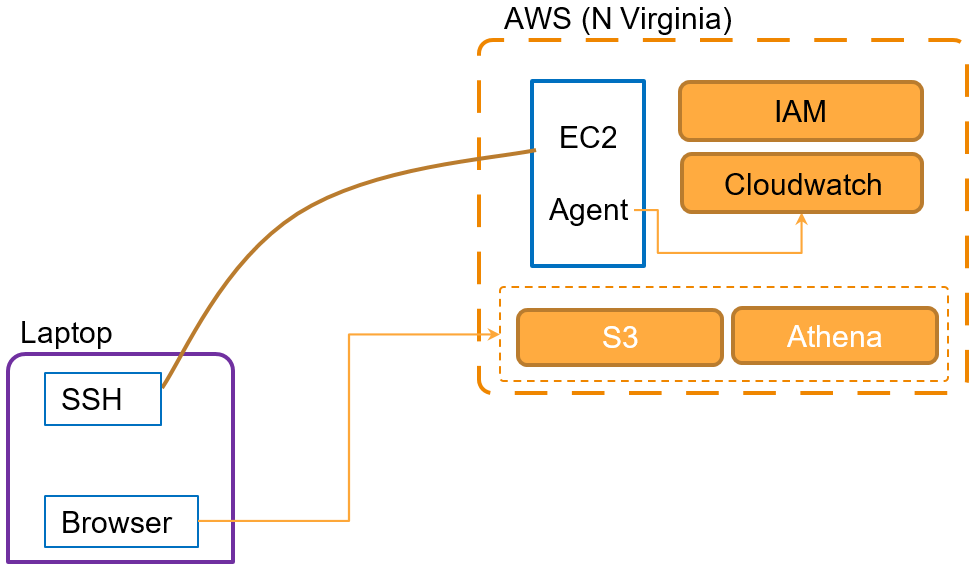 AWS (N Virginia)
EC2
IAM
Cloudwatch
Agent
Laptop
S3
Athena
SSH
Browser